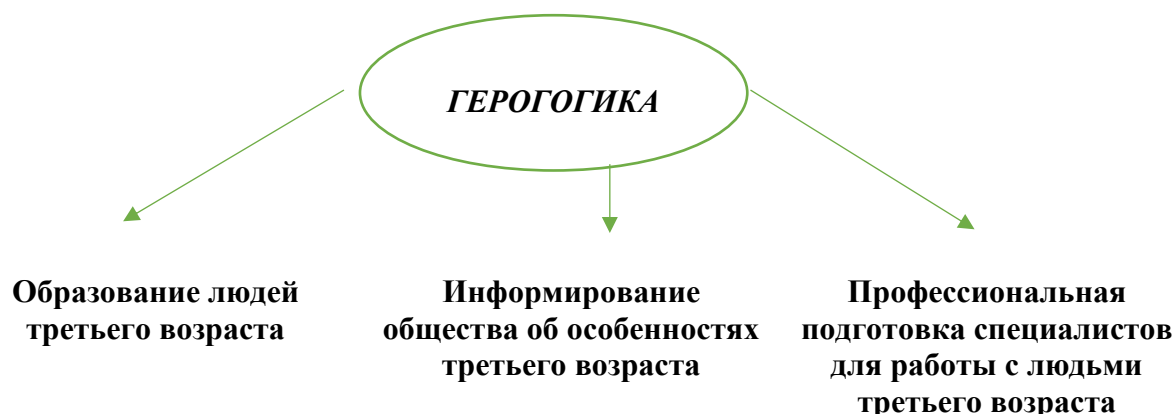 ГЕРОГОГИКА
Образование людей
третьего возраста
Информирование
общества об особенностях
третьего возраста
Профессиональная
подготовка специалистов
для работы с людьми
третьего возраста